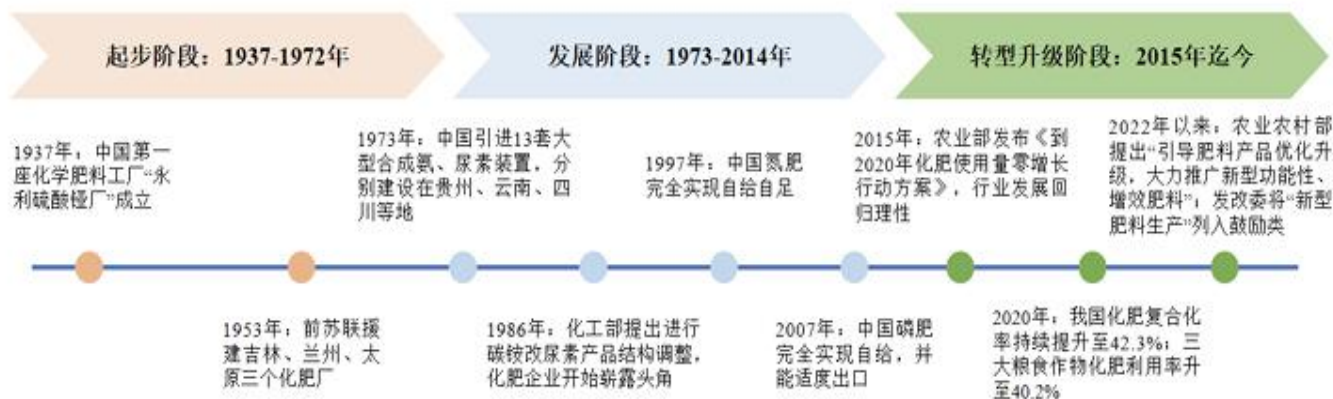 起步阶段：1937-1972年
发展阶段：1973-2014年
转型升级阶段：2015年迄今
1937年：中国第一
座化学肥料工厂“永
利硫酸铔厂”成立
1973年：中国引进13套大
型合成氨、尿素装置，分
别建设在贵州、云南、四
川等地
1997年：中国氮肥
完全实现自给自足
2015年：农业部发布《到
2020年化肥使用量零增长
行动方案》，行业发展回
归理性
2022年以来：农业农村部
提出“引导肥料产品优化升
级，大力推广新型功能性、
增效肥料”；发改委将“新型
肥料生产”列入鼓励类
1953年：前苏联援
建吉林、兰州、太
原三个化肥厂
1986年：化工部提出进行
碳铵改尿素产品结构调整，
化肥企业开始崭露头角
2007年：中国磷肥
完全实现自给，并
能适度出口
2020年：我国化肥复合化
率持续提升至42.3%；三
大粮食作物化肥利用率升
至40.2%